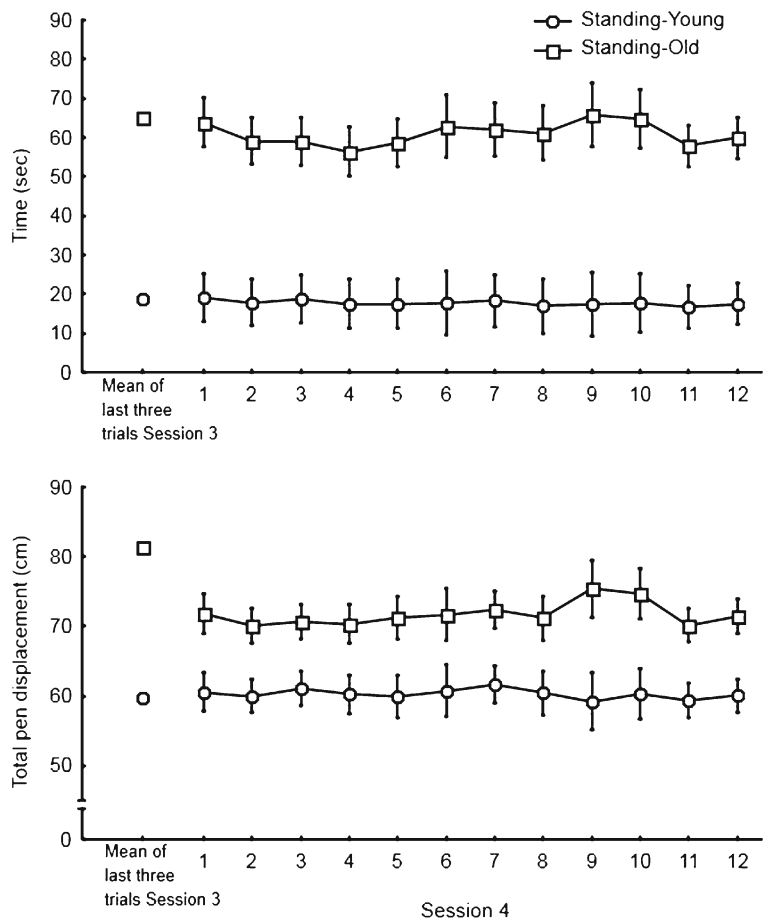 Standing-Young
Standing-Old
Time (sec)
90
80
70
60
50
40
30
20
10
0
Mean of
last three
trials Session 3
1 2 3 4 5 6 7 8 9 10 11 12
Total pen displacement (cm)
90
80
70
60
50
0
Mean of
last three
trials Session 3
1 2 3 4 5 6 7 8 9 10 11 12
Session 4